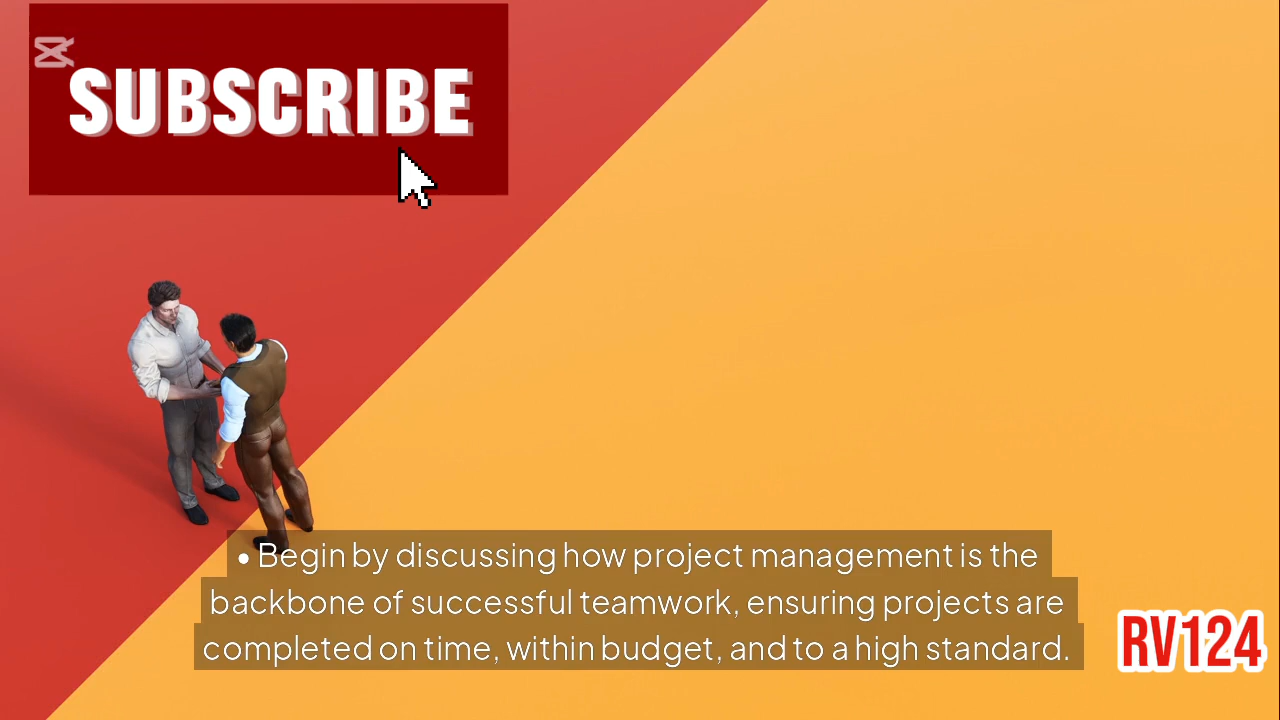 SUBSCRIBE
• Begin by discussing how project management is the
backbone of successful teamwork, ensuring projects are
completed on time, within budget, and to a high standard.
RV124